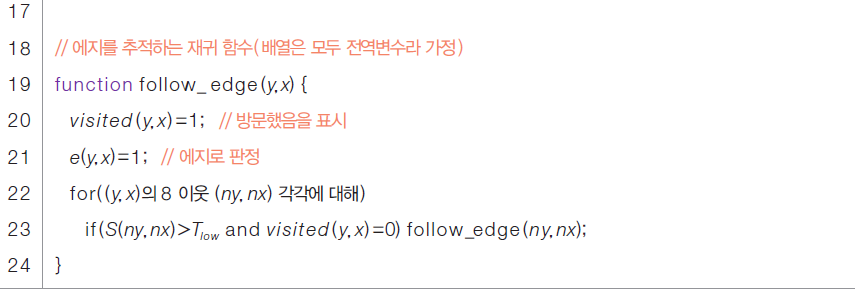 17
18 // 에지를 추적하는 재귀 함수(배열은 모두 전역변수라 가정)
19 function follow_edge(y,x) {
20 visited(y,x)=1; // 방문했음을 표시
21 e(y,x)=1; // 에지로 판정
22 for((y,x)의 8 이웃 (ny, nx) 각각에 대해)
23 if(S(ny,nx)>Tlow and visited(y,x)=0) follow_edge(ny,nx);
24 }